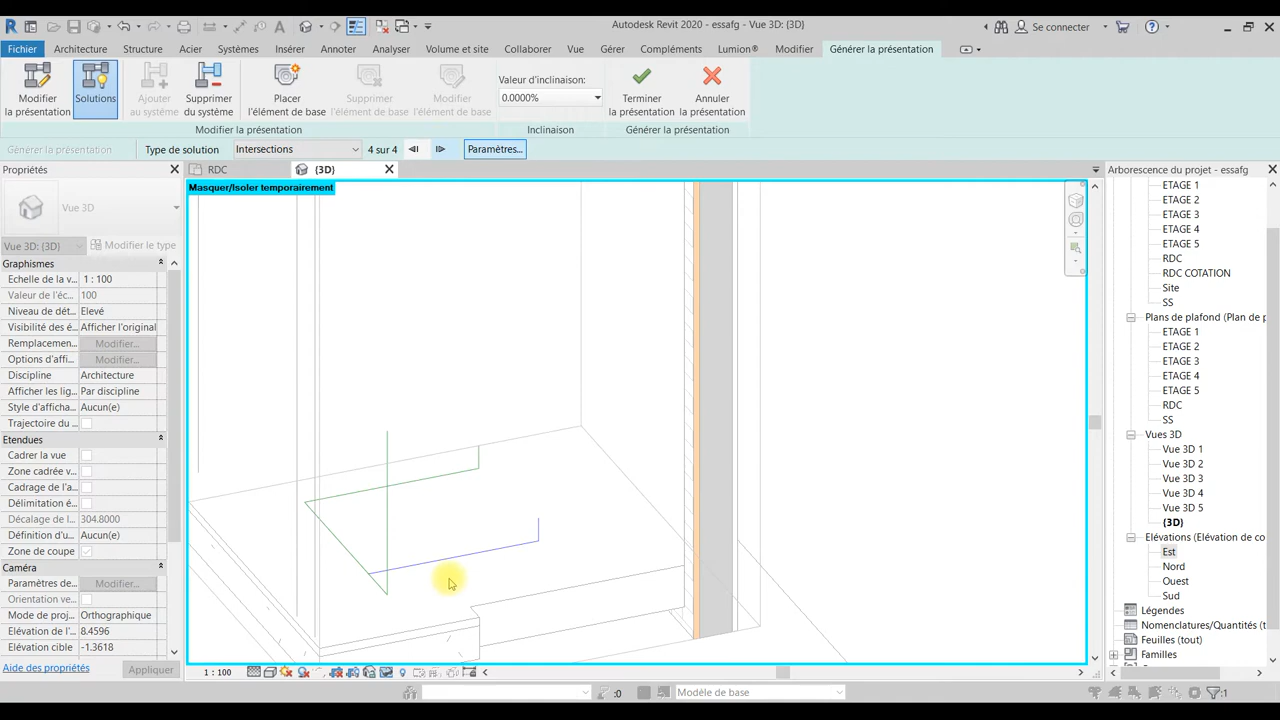 Autodesk Revit 2020 - essafg - Vue 3D: {3D}
Se connecter
Fichier Architecture Structure Acier Systèmes Insérer Annoter Analyser Volume et site Collaborer Vue Gérer Compléments Lumion® Modifier Générer la présentation
Modifier la présentation
Solutions
Ajouter au système
Supprimer du système
Placer l'élément de base
Supprimer l'élément de base
Modifier l'élément de base
Valeur d'inclinaison:
0.0000%
Terminer la présentation
Annuler la présentation
Modifier la présentation Inclinaison Générer la présentation
Générer la présentation Type de solution Intersections 4 sur 4 Paramètres...
Propriétés
RDC {3D}
Arborescence du projet - essafg
Masquer/Isoler temporairement
Vue 3D
Vue 3D: {3D} Modifier le type
Graphismes
Echelle de la v... 1 : 100
Valeur de l'éc... 100
Niveau de dét... Elevé
Visibilité des é... Afficher l'original
Remplacemen... Modifier...
Options d'affi... Modifier...
Discipline Architecture
Afficher les lig... Par discipline
Style d'afficha... Aucun(e)
Trajectoire du ...
Etendues
Cadrer la vue
Zone cadrée v...
Cadrage de l'a...
Délimitation é...
Décalage de l... 304.8000
Définition d'u... Aucun(e)
Zone de coupe
Caméra
Paramètres de... Modifier...
Orientation ve...
Mode de proj... Orthographique
Elévation de l'... 8.4596
Elévation cible -1.3618
Aide des propriétés Appliquer
1 : 100
ETAGE 1
ETAGE 2
ETAGE 3
ETAGE 4
ETAGE 5
RDC
RDC COTATION
Site
SS
Plans de plafond (Plan de p
ETAGE 1
ETAGE 2
ETAGE 3
ETAGE 4
ETAGE 5
RDC
SS
Vues 3D
Vue 3D 1
Vue 3D 2
Vue 3D 3
Vue 3D 4
Vue 3D 5
{3D}
Elévations (Elévation de co
Est
Nord
Ouest
Sud
Légendes
Nomenclatures/Quantités (t
Feuilles (tout)
Familles
:0 Modèle de base :1